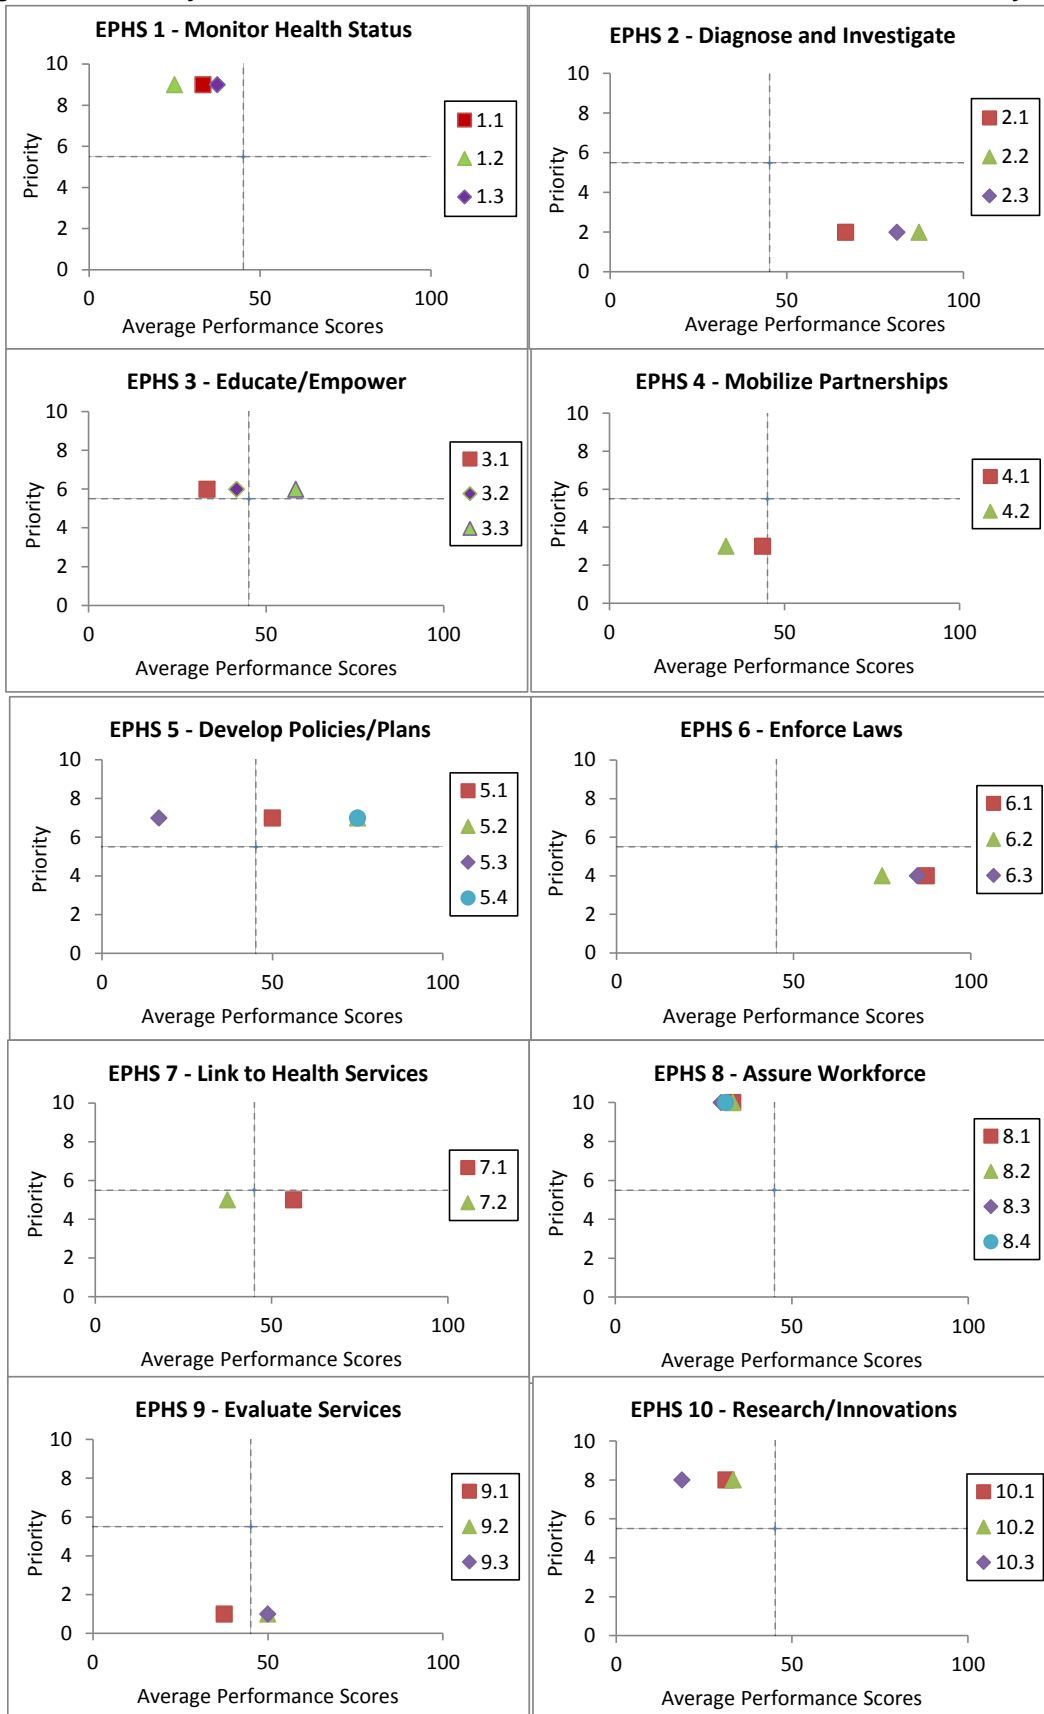 EPHS 1 - Monitor Health Status
10
8
6
4
2
0
Priority
0 50 100
Average Performance Scores
1.1
1.2
1.3
EPHS 2 - Diagnose and Investigate
10
8
6
4
2
0
Priority
0 50 100
Average Performance Scores
2.1
2.2
2.3
EPHS 3 - Educate/Empower
10
8
6
4
2
0
Priority
0 50 100
Average Performance Scores
3.1
3.2
3.3
EPHS 4 - Mobilize Partnerships
10
8
6
4
2
0
Priority
0 50 100
Average Performance Scores
4.1
4.2
EPHS 5 - Develop Policies/Plans
10
8
6
4
2
0
Priority
0 50 100
Average Performance Scores
5.1
5.2
5.3
5.4
EPHS 6 - Enforce Laws
10
8
6
4
2
0
Priority
0 50 100
Average Performance Scores
6.1
6.2
6.3
EPHS 7 - Link to Health Services
10
8
6
4
2
0
Priority
0 50 100
Average Performance Scores
7.1
7.2
EPHS 8 - Assure Workforce
10
8
6
4
2
0
Priority
0 50 100
Average Performance Scores
8.1
8.2
8.3
8.4
EPHS 9 - Evaluate Services
10
8
6
4
2
0
Priority
0 50 100
Average Performance Scores
9.1
9.2
9.3
EPHS 10 - Research/Innovations
10
8
6
4
2
0
Priority
0 50 100
Average Performance Scores
10.1
10.2
10.3